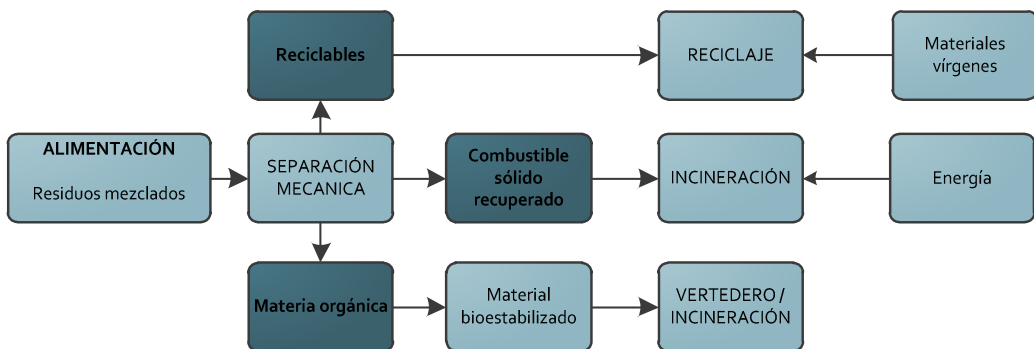 Reciclables
RECICLAJE
Materiales
vírgenes
ALIMENTACIÓN
Residuos mezclados
SEPARACIÓN
MECANICA
Combustible
sólido
recuperado
INCINERACIÓN
Energía
Materia orgánica
Material
bioestabilizado
VERTEDERO /
INCINERACIÓN